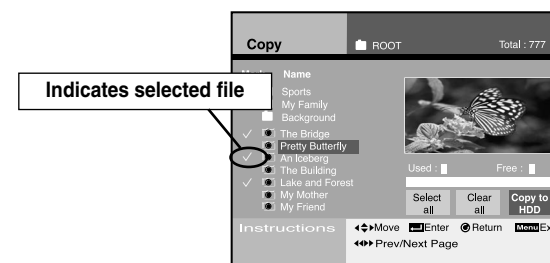 Copy
ROOT
Total : 777
Indicates selected file
Name
Sports
My Family
Background
The Bridge
Pretty Butterfly
An Iceberg
The Building
Lake and Forest
My Mother
My Friend
Used :
Free :
Select all
Clear all
Copy to HDD
Instructions
Move
Enter
Return
Menu
Prev/Next Page